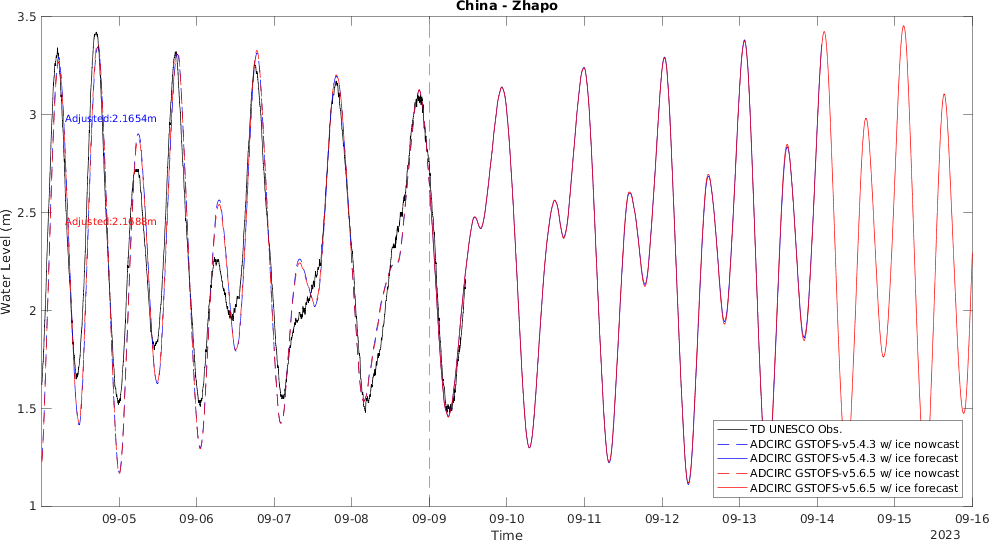 China - Zhapo
3.5
3
2.5
2
1.5
1
Water Level (m)
Adjusted:2.1654m
Adjusted:2.1688m
TD UNESCO Obs.
ADCIRC GSTOFS-v5.4.3 w/ ice nowcast
ADCIRC GSTOFS-v5.4.3 w/ ice forecast
ADCIRC GSTOFS-v5.6.5 w/ ice nowcast
ADCIRC GSTOFS-v5.6.5 w/ ice forecast
09-05 09-06 09-07 09-08 09-09 09-10 09-11 09-12 09-13 09-14 09-15 09-16
Time
2023